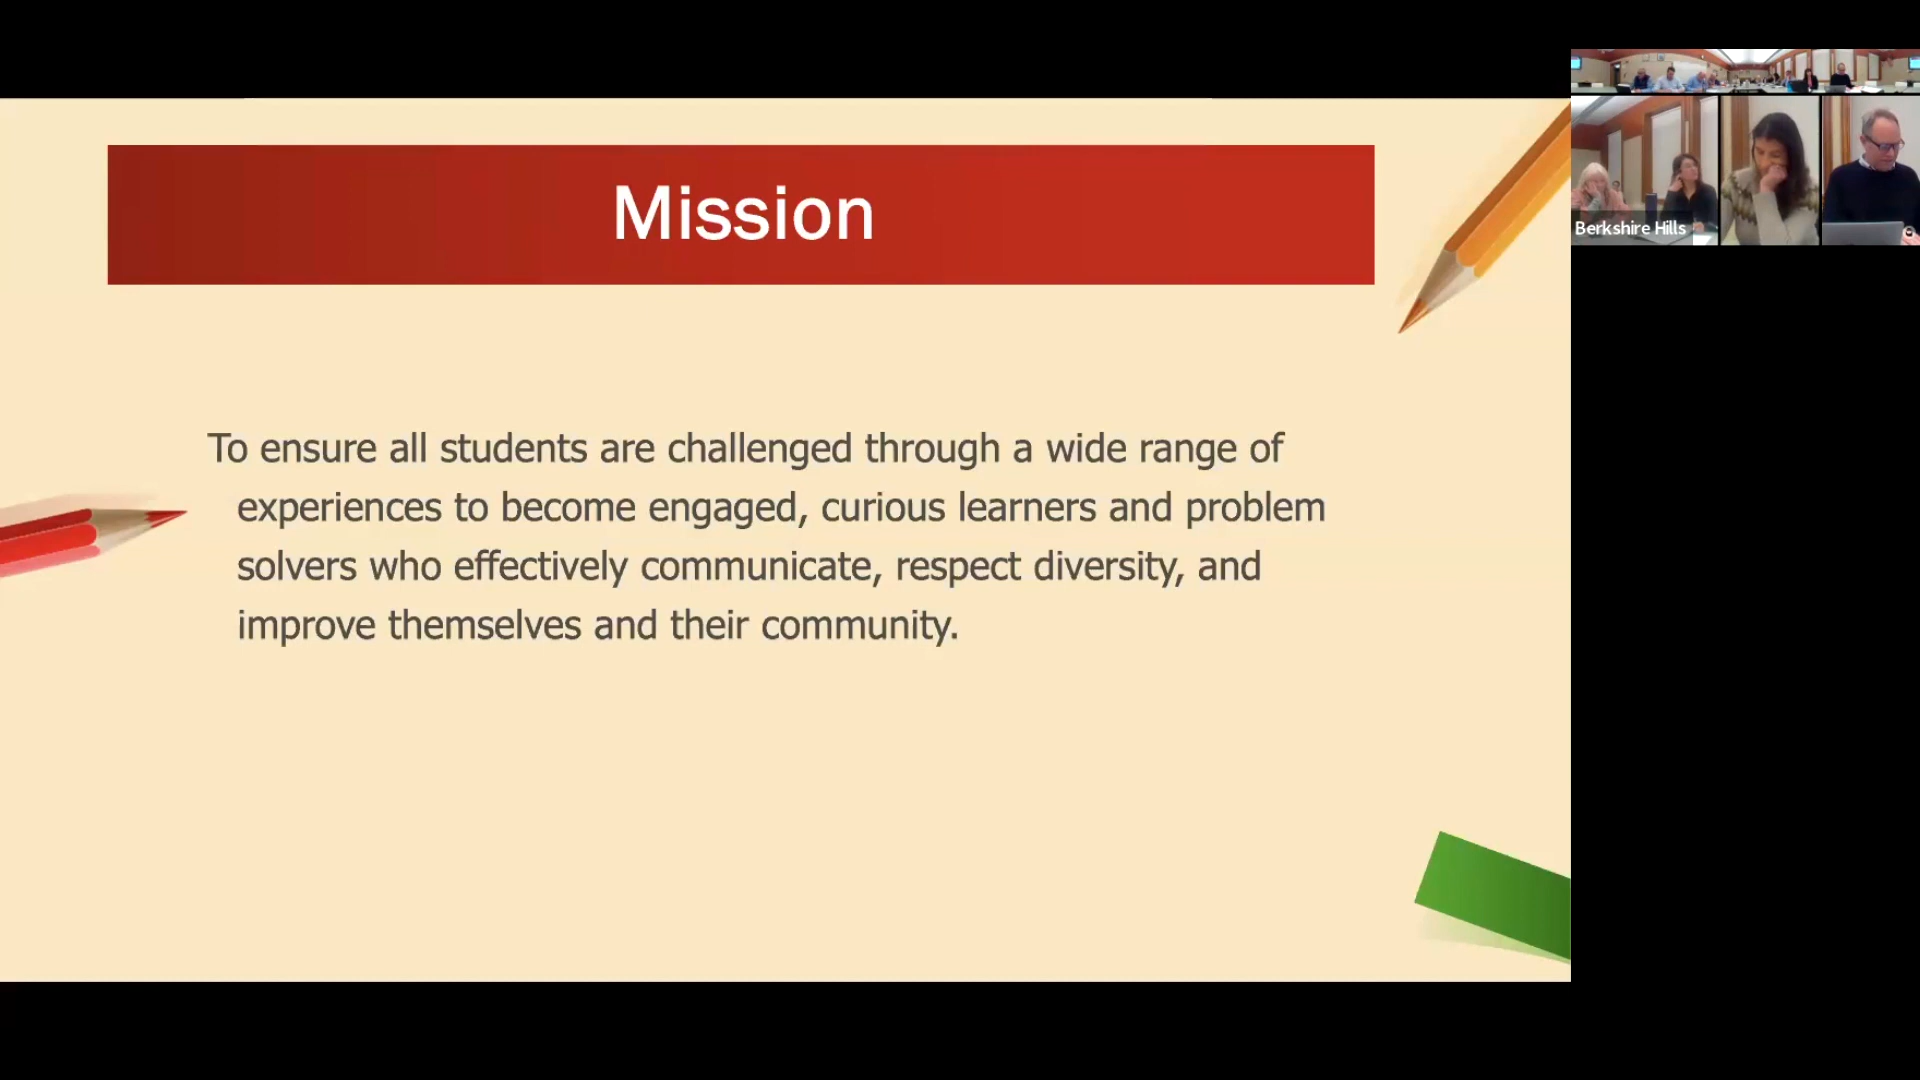 Mission
To ensure all students are challenged through a wide range of
experiences to become engaged, curious learners and problem
solvers who effectively communicate, respect diversity, and
improve themselves and their community.
Berkshire Hills